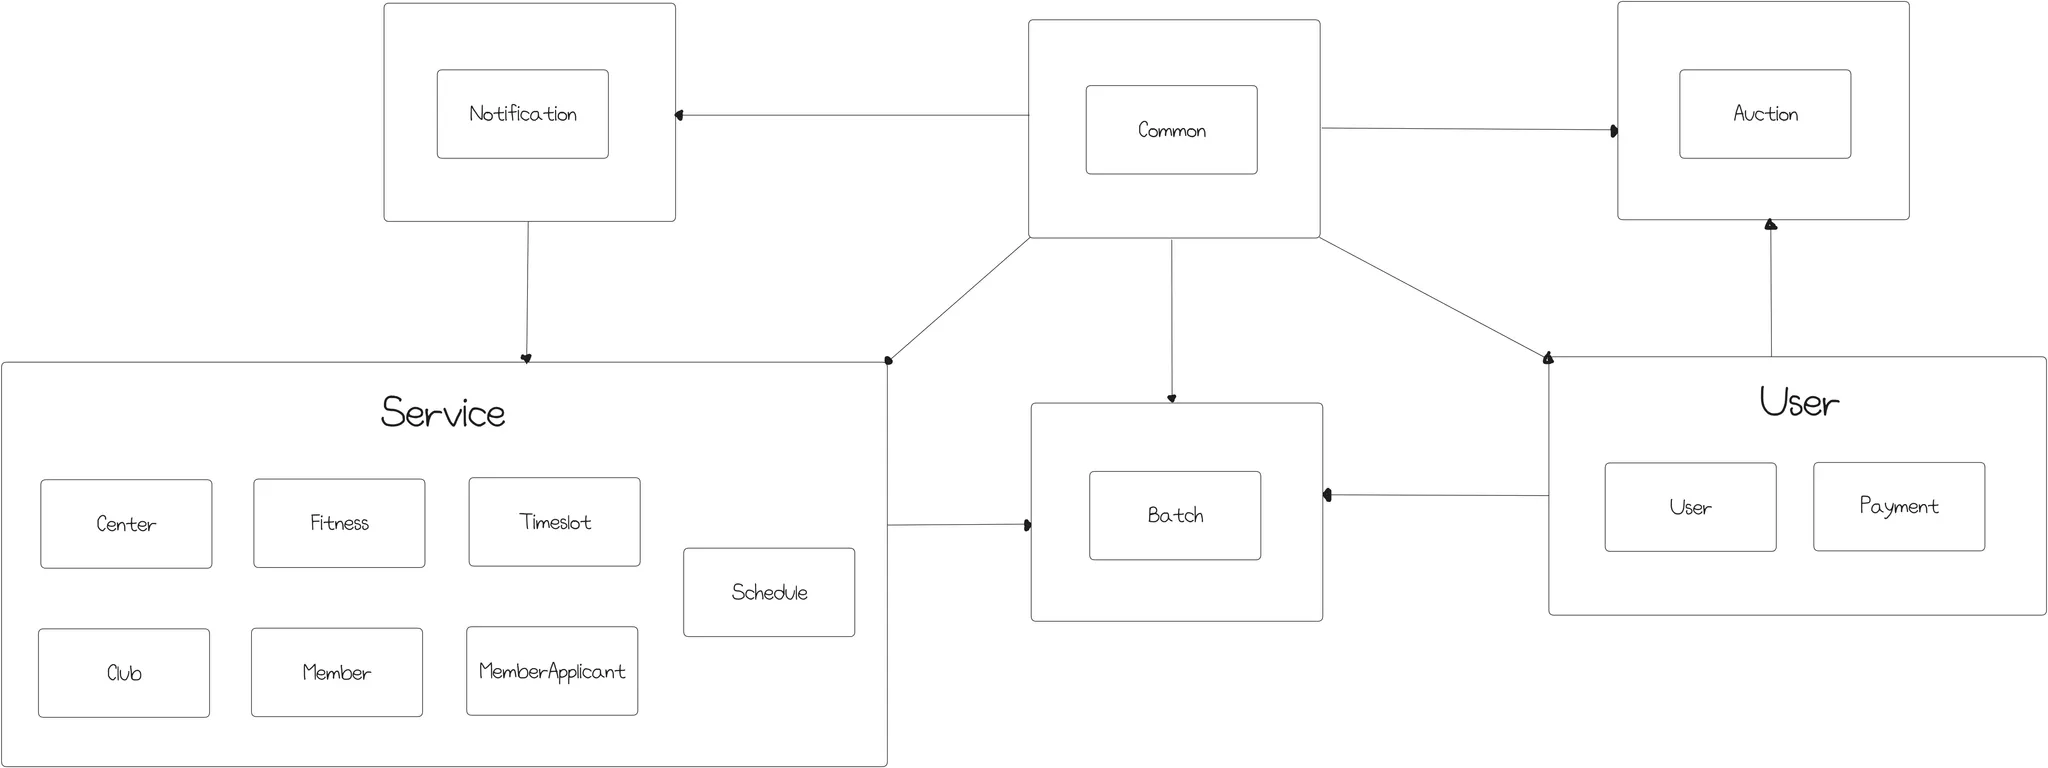 Notification
Common
Auction
Service
User
Center
Fitness
Timeslot
Schedule
Club
Member
MemberApplicant
Batch
User
Payment